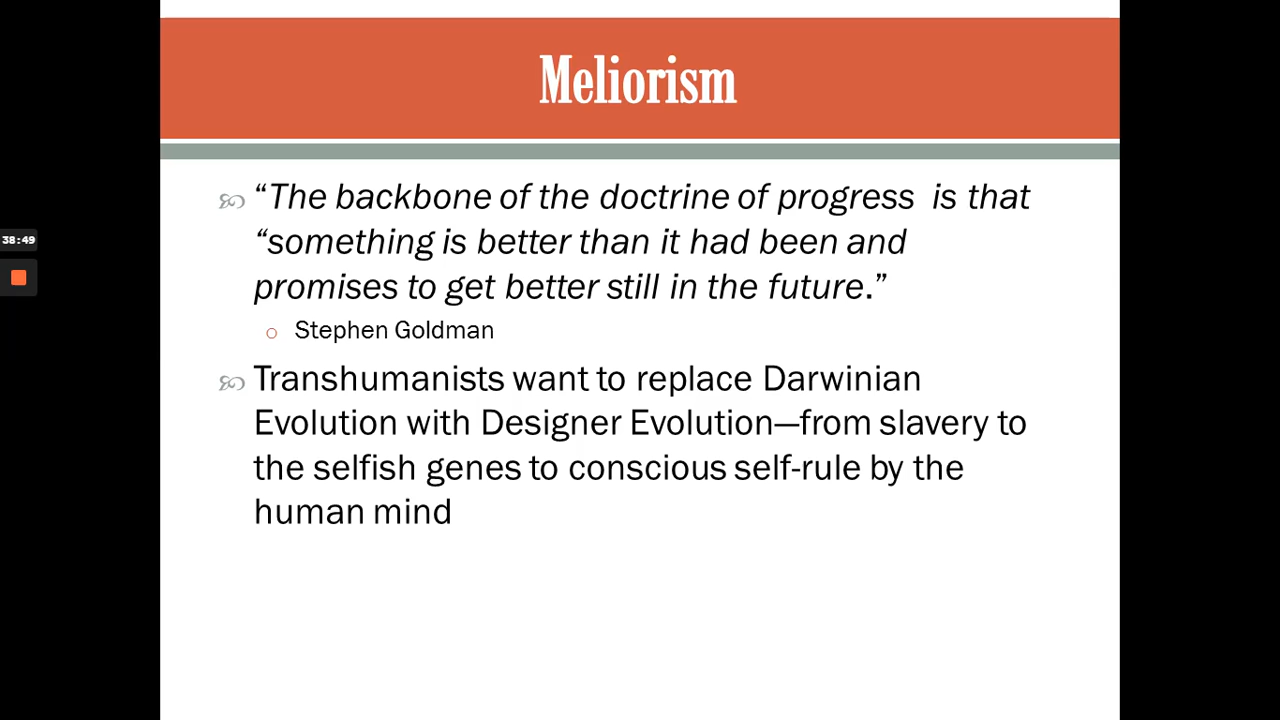 Meliorism
“The backbone of the doctrine of progress is that
“something is better than it had been and
promises to get better still in the future.”
Stephen Goldman
Transhumanists want to replace Darwinian
Evolution with Designer Evolution—from slavery to
the selfish genes to conscious self-rule by the
human mind
38:49